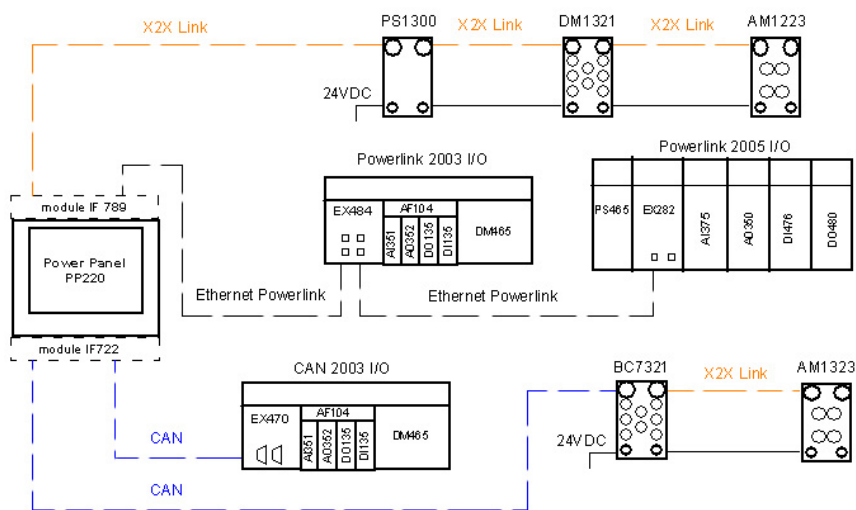 PS1300
DM1321
AM1223
X2X Link
X2X Link
X2X Link
24VDC
Powerlink 2003 I/O
Powerlink 2005 I/O
module IF 789
EX484
AF104
AI351
AO352
DO135
DI135
DM465
PS465
EX282
AI375
AO350
DI476
DO480
Power Panel
PP220
Ethernet Powerlink
Ethernet Powerlink
module IF722
CAN 2003 I/O
BC7321
AM1323
X2X Link
EX470
AF104
AI351
AO352
DO135
DI135
DM465
CAN
24VDC
CAN